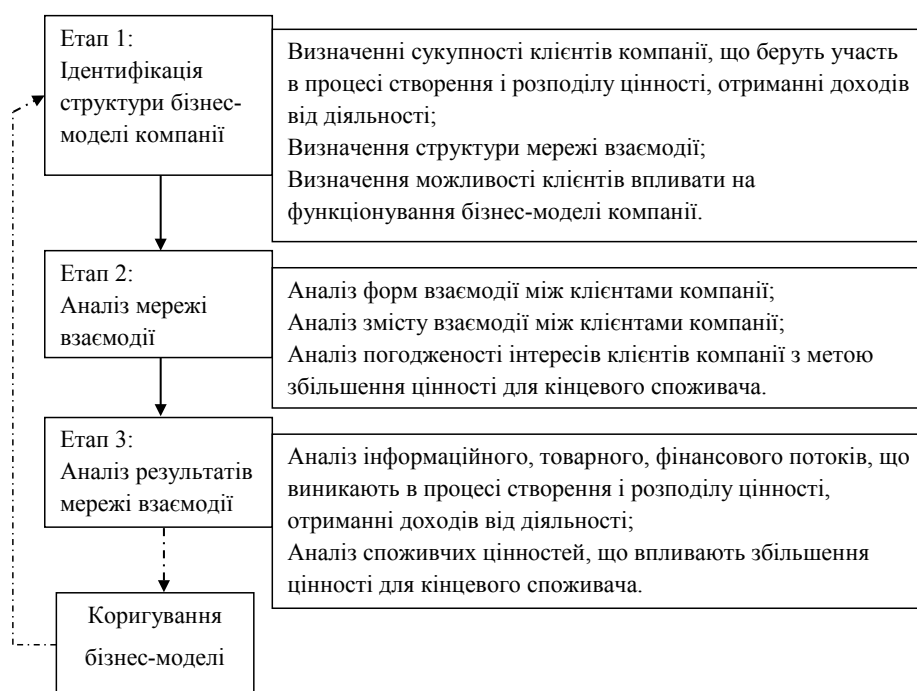 Етап 1:
Ідентифікація
структури бізнес-
моделі компанії
Визначенні сукупності клієнтів компанії, що беруть участь
в процесі створення і розподілу цінності, отриманні доходів
від діяльності;
Визначення структури мережі взаємодії;
Визначення можливості клієнтів впливати на
функціонування бізнес-моделі компанії.
Етап 2:
Аналіз мережі
взаємодії
Аналіз форм взаємодії між клієнтами компанії;
Аналіз змісту взаємодії між клієнтами компанії;
Аналіз погодженості інтересів клієнтів компанії з метою
збільшення цінності для кінцевого споживача.
Етап 3:
Аналіз результатів
мережі взаємодії
Аналіз інформаційного, товарного, фінансового потоків, що
виникають в процесі створення і розподілу цінності,
отриманні доходів від діяльності;
Аналіз споживчих цінностей, що впливають збільшення
цінності для кінцевого споживача.
Коригування
бізнес-моделі